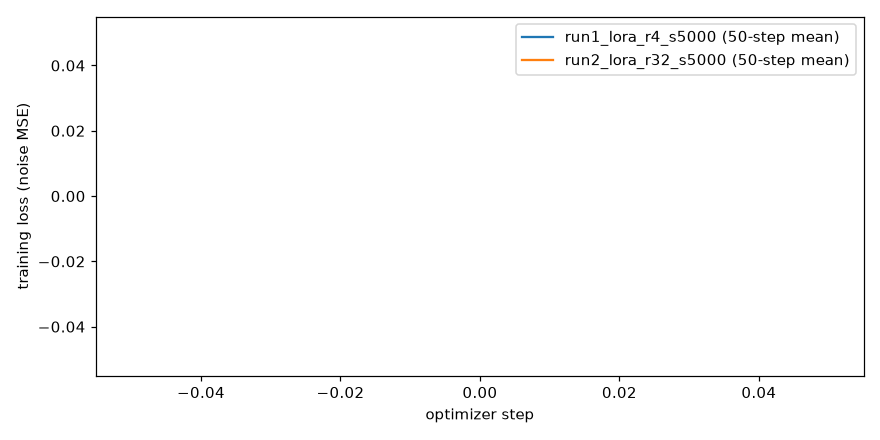 run1_lora_r4_s5000 (50-step mean)
run2_lora_r32_s5000 (50-step mean)
training loss (noise MSE)
0.04
0.02
0.00
−0.02
−0.04
−0.04 −0.02 0.00 0.02 0.04
optimizer step